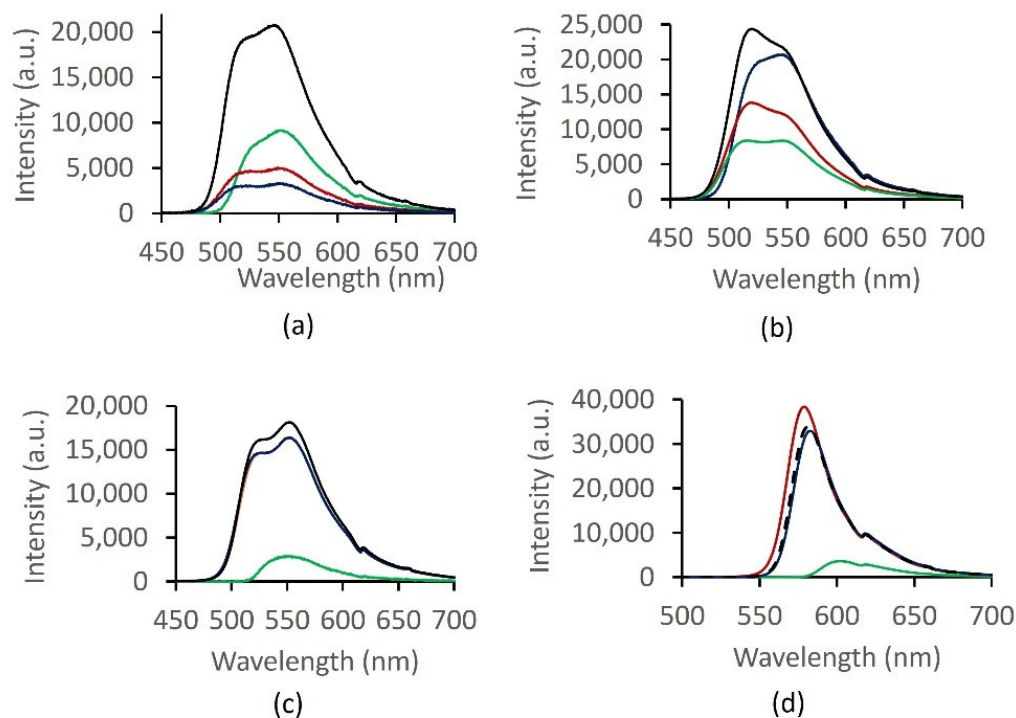 Intensity (a.u.)
20,000
15,000
10,000
5,000
0
450 500 550 600 650 700
Wavelength (nm)
(a)
Intensity (a.u.)
25,000
20,000
15,000
10,000
5,000
0
450 500 550 600 650 700
Wavelength (nm)
(b)
Intensity (a.u.)
20,000
15,000
10,000
5,000
0
450 500 550 600 650 700
Wavelength (nm)
(c)
Intensity (a.u.)
40,000
30,000
20,000
10,000
0
500 550 600 650 700
Wavelength (nm)
(d)